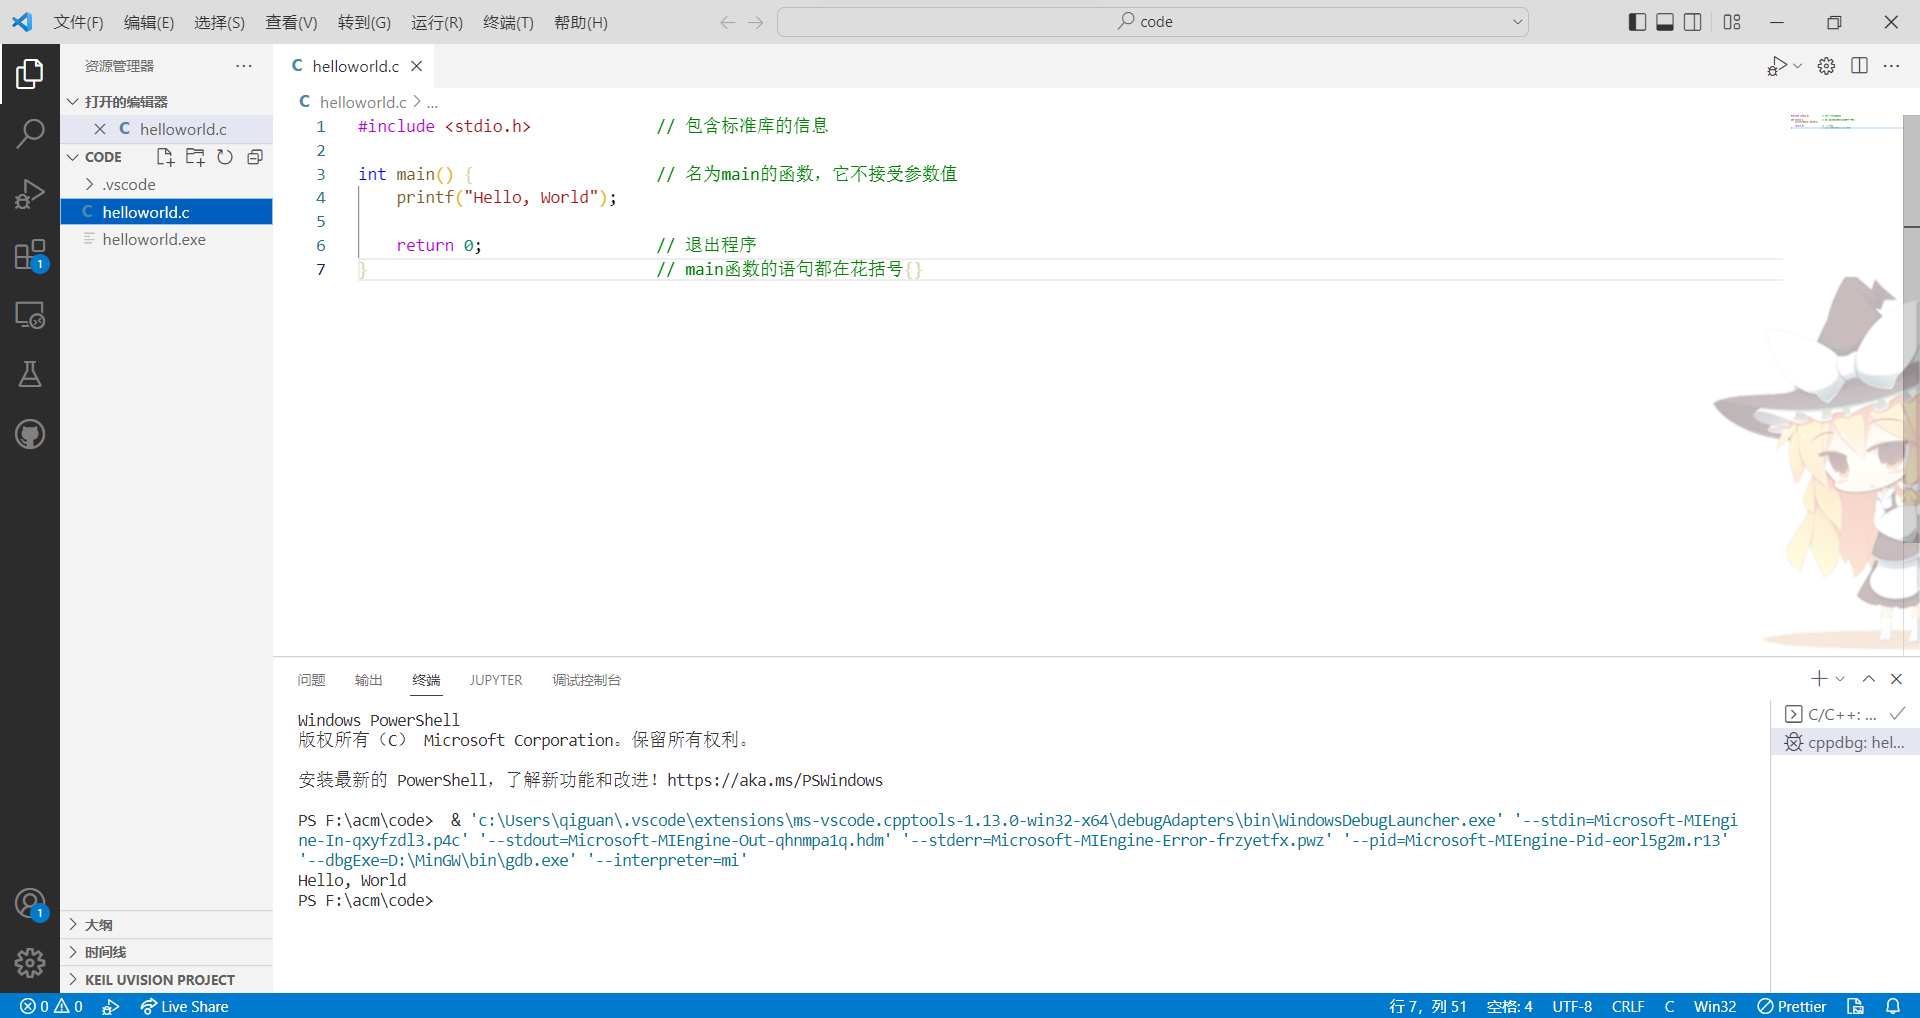 文件(F) 编辑(E) 选择(S) 查看(V) 转到(G) 运行(R) 终端(T) 帮助(H) code
资源管理器
打开的编辑器
helloworld.c
CODE
.vscode
helloworld.c
helloworld.exe
大纲
时间线
KEIL UVISION PROJECT
1
1
helloworld.c
helloworld.c > ...
1 #include <stdio.h> // 包含标准库的信息
2
3 int main() { // 名为main的函数，它不接受参数值
4 printf("Hello, World");
5
6 return 0; // 退出程序
7 } // main函数的语句都在花括号{}
问题 输出 终端 JUPYTER 调试控制台
Windows PowerShell
版权所有（C） Microsoft Corporation。保留所有权利。
安装最新的 PowerShell，了解新功能和改进！https://aka.ms/PSWindows
PS F:\acm\code>  & 'c:\Users\qiguan\.vscode\extensions\ms-vscode.cpptools-1.13.0-win32-x64\debugAdapters\bin\WindowsDebugLauncher.exe' '--stdin=Microsoft-MIEngi
ne-In-qxyfzdl3.p4c' '--stdout=Microsoft-MIEngine-Out-qhnmpa1q.hdm' '--stderr=Microsoft-MIEngine-Error-frzyetfx.pwz' '--pid=Microsoft-MIEngine-Pid-eorl5g2m.r13'
'--dbgExe=D:\MinGW\bin\gdb.exe' '--interpreter=mi'
Hello, World
PS F:\acm\code>
C/C++: ...
cppdbg: hel...
0 0 Live Share 行 7，列 51 空格: 4 UTF-8 CRLF C Win32 Prettier